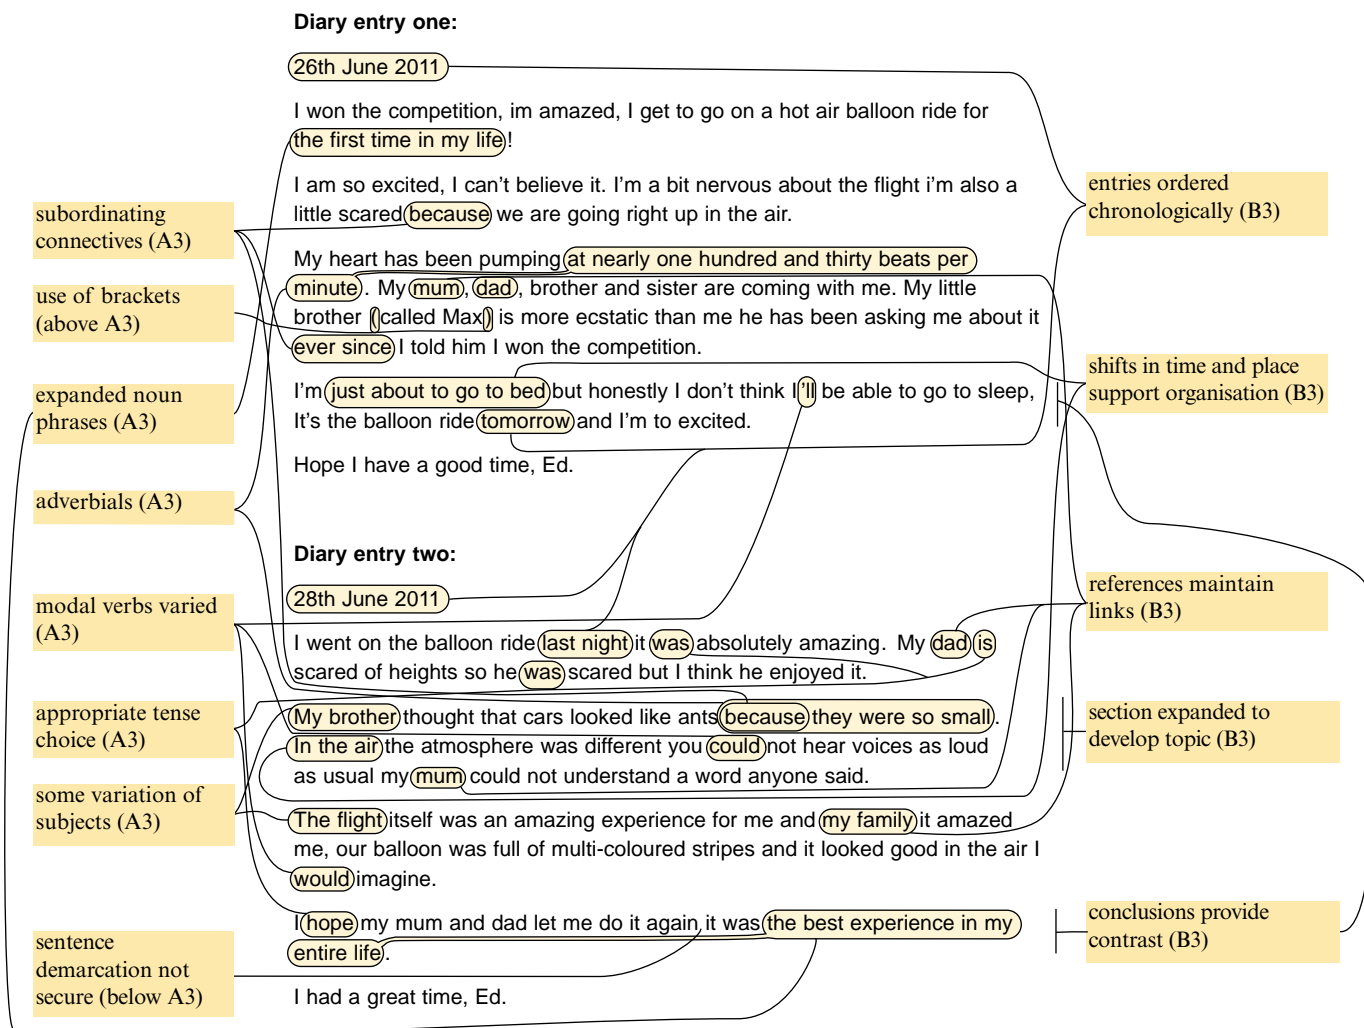 Diary entry one:
26th June 2011
I won the competition, im amazed, I get to go on a hot air balloon ride for
the first time in my life!
I am so excited, I can't believe it. I'm a bit nervous about the flight i'm also a
little scared because we are going right up in the air.
My heart has been pumping at nearly one hundred and thirty beats per
minute. My mum, dad, brother and sister are coming with me. My little
brother (called Max) is more ecstatic than me he has been asking me about it
ever since I told him I won the competition.
I'm just about to go to bed but honestly I don't think I'll be able to go to sleep,
It's the balloon ride tomorrow and I'm to excited.
Hope I have a good time, Ed.
Diary entry two:
28th June 2011
I went on the balloon ride last night it was absolutely amazing. My dad is
scared of heights so he was scared but I think he enjoyed it.
My brother thought that cars looked like ants because they were so small.
In the air the atmosphere was different you could not hear voices as loud
as usual my mum could not understand a word anyone said.
The flight itself was an amazing experience for me and my family it amazed
me, our balloon was full of multi-coloured stripes and it looked good in the air I
would imagine.
I hope my mum and dad let me do it again it was the best experience in my
entire life.
I had a great time, Ed.
subordinating
connectives (A3)
use of brackets
(above A3)
expanded noun
phrases (A3)
adverbials (A3)
modal verbs varied
(A3)
appropriate tense
choice (A3)
some variation of
subjects (A3)
sentence
demarcation not
secure (below A3)
entries ordered
chronologically (B3)
shifts in time and place
support organisation (B3)
references maintain
links (B3)
section expanded to
develop topic (B3)
conclusions provide
contrast (B3)